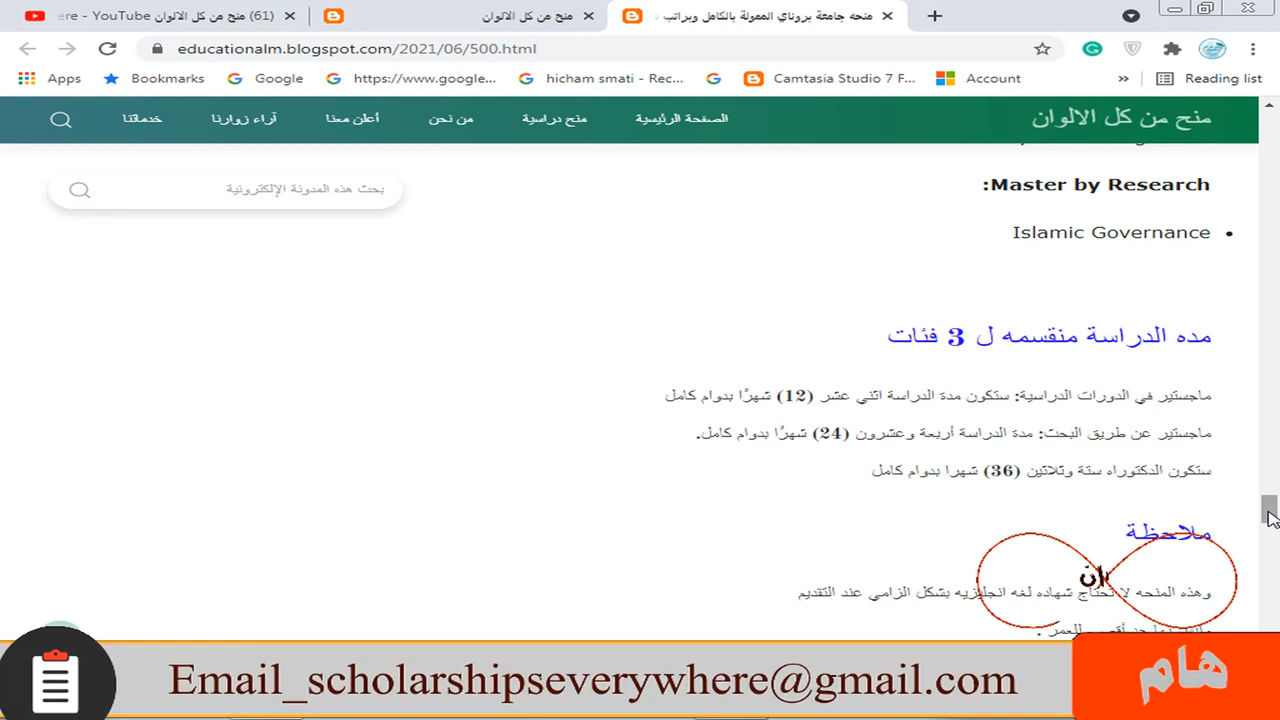 (61) منح من كل الالوان ere - YouTube
منح من كل الالوان
منحه جامعة بروناي الممولة بالكامل وبراتب
educationalm.blogspot.com/2021/06/500.html
Apps Bookmarks Google https://www.google... hicham smati - Rec... Camtasia Studio 7 F... Account » Reading list
منح من كل الالوان
الصفحة الرئيسية منح دراسية من نحن أعلن معنا آراء زوارنا خدماتنا
بحث هذه المدونة الإلكترونية
Master by Research:
• Islamic Governance
مده الدراسة منقسمه ل 3 فئات
ماجستير في الدورات الدراسية: ستكون مدة الدراسة اثني عشر (12) شهرًا بدوام كامل
ماجستير عن طريق البحث: مدة الدراسة أربعة وعشرون (24) شهرًا بدوام كامل.
ستكون الدكتوراه ستة وثلاثين (36) شهرا بدوام كامل
ملاحظة
إن
وهذه المنحه لا تحتاج شهاده لغه انجليزيه بشكل الزامي عند التقديم
للعمر .
Email_scholarshipseverywhere@gmail.com
هام